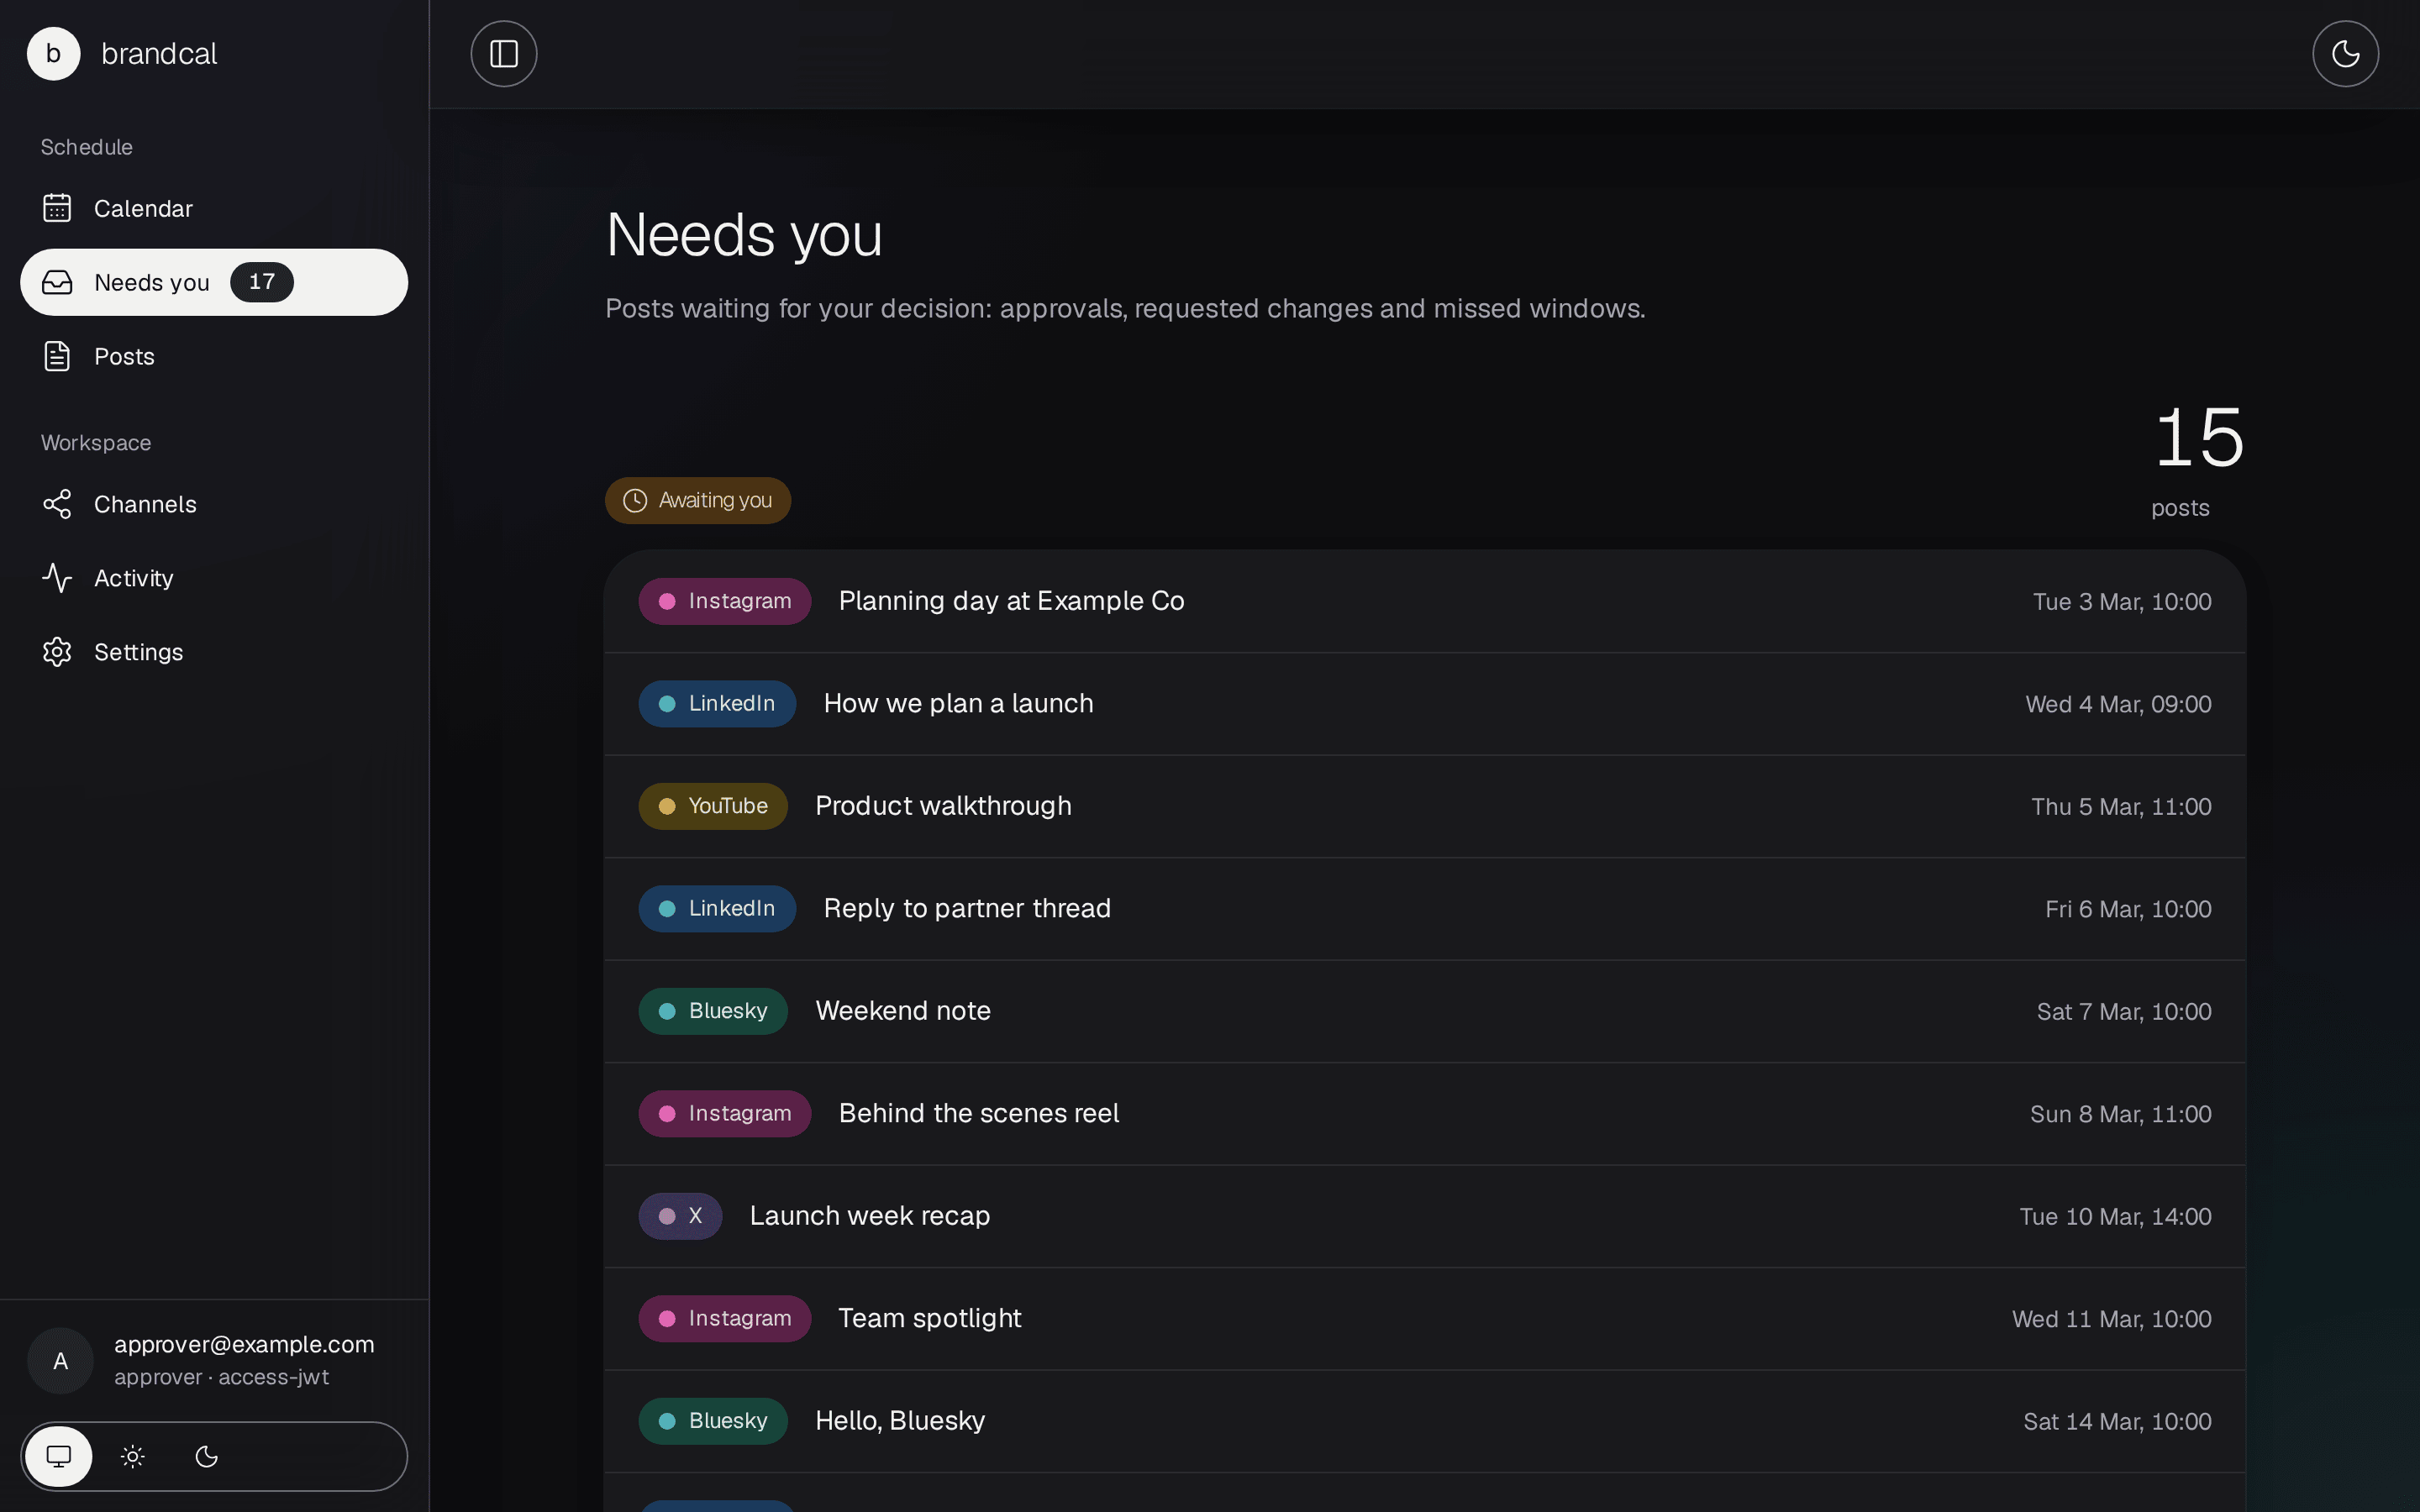 b brandcal
Schedule
Calendar
Needs you 17
Posts
Workspace
Channels
Activity
Settings
A approver@example.com
approver · access-jwt
Needs you
Posts waiting for your decision: approvals, requested changes and missed windows.
15
Awaiting you posts
Instagram Planning day at Example Co Tue 3 Mar, 10:00
LinkedIn How we plan a launch Wed 4 Mar, 09:00
YouTube Product walkthrough Thu 5 Mar, 11:00
LinkedIn Reply to partner thread Fri 6 Mar, 10:00
Bluesky Weekend note Sat 7 Mar, 10:00
Instagram Behind the scenes reel Sun 8 Mar, 11:00
X Launch week recap Tue 10 Mar, 14:00
Instagram Team spotlight Wed 11 Mar, 10:00
Bluesky Hello, Bluesky Sat 14 Mar, 10:00